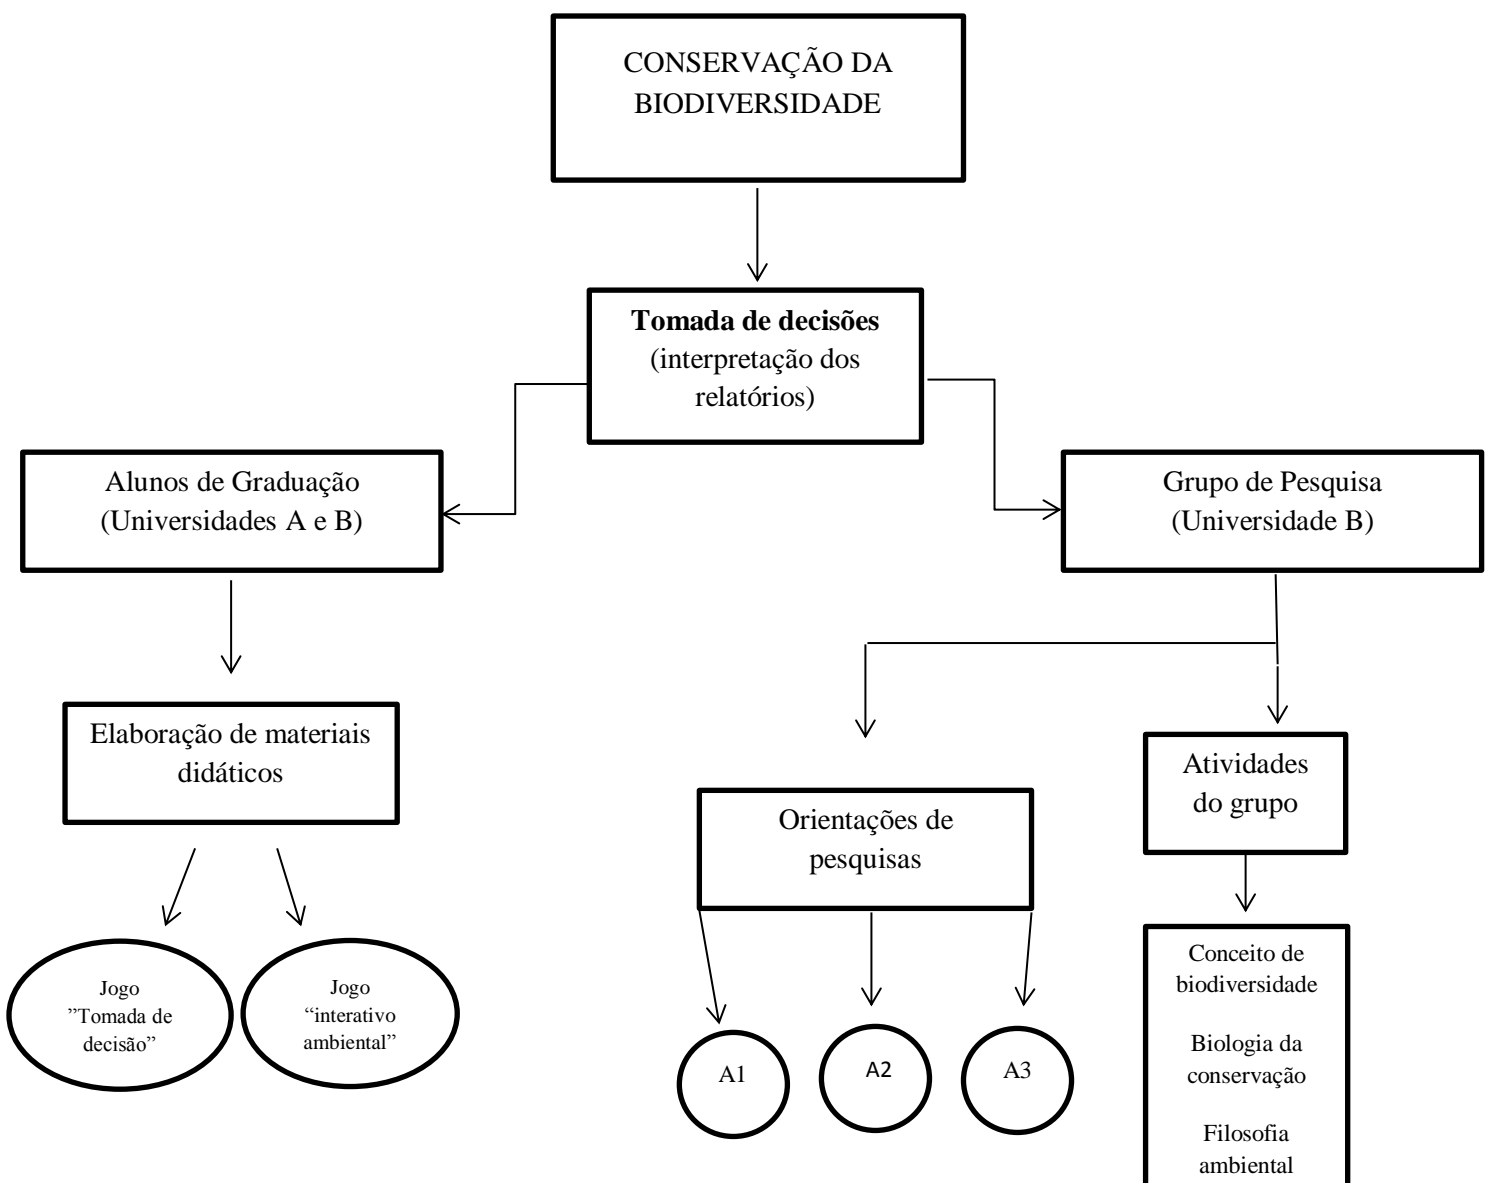 CONSERVAÇÃO DA
BIODIVERSIDADE
Tomada de decisões
(interpretação dos
relatórios)
Alunos de Graduação
(Universidades A e B)
Grupo de Pesquisa
(Universidade B)
Elaboração de materiais
didáticos
Orientações de
pesquisas
Atividades
do grupo
Jogo
”Tomada de
decisão”
Jogo
“interativo
ambiental”
A1
A2
A3
Conceito de
biodiversidade
Biologia da
conservação
Filosofia
ambiental